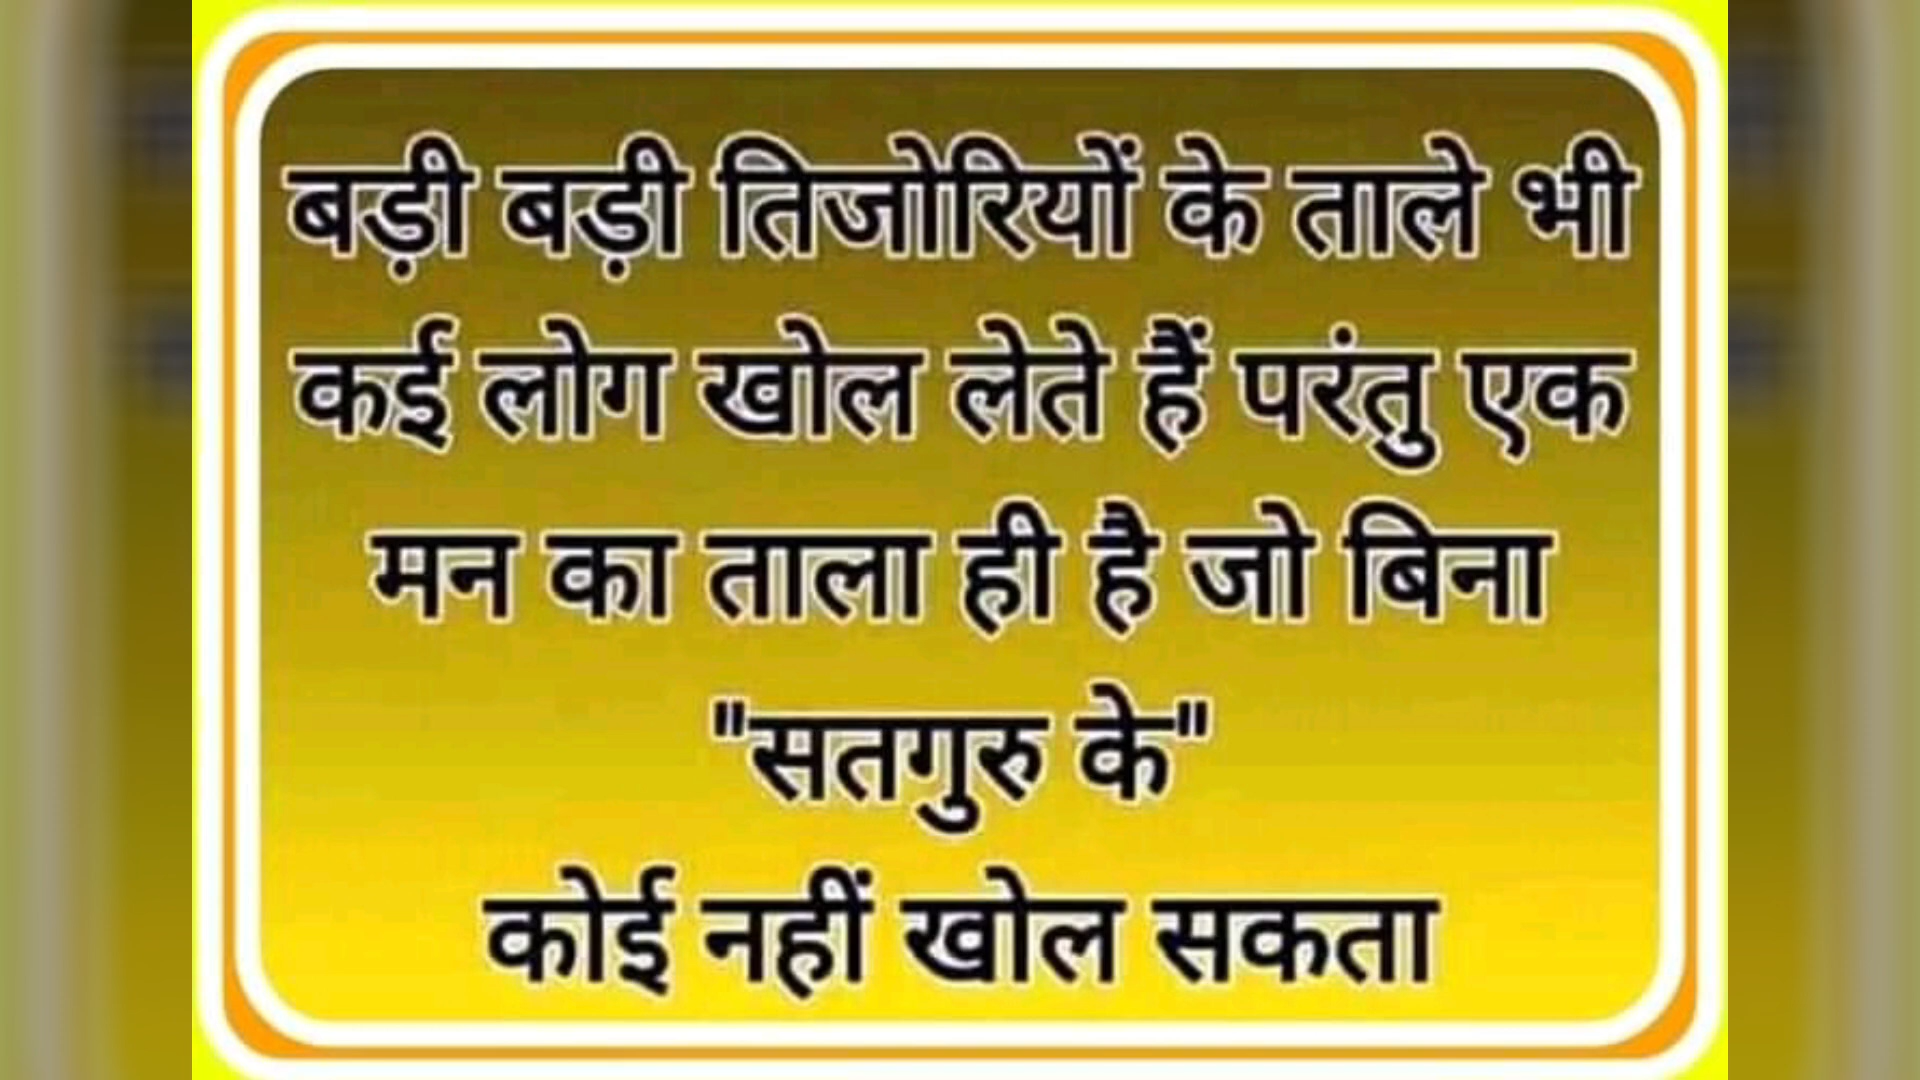 बड़ी बड़ी तिजोरियों के ताले भी
कई लोग खोल लेते हैं परंतु एक
मन का ताला ही है जो बिना
"सतगुरु के"
कोई नहीं खोल सकता